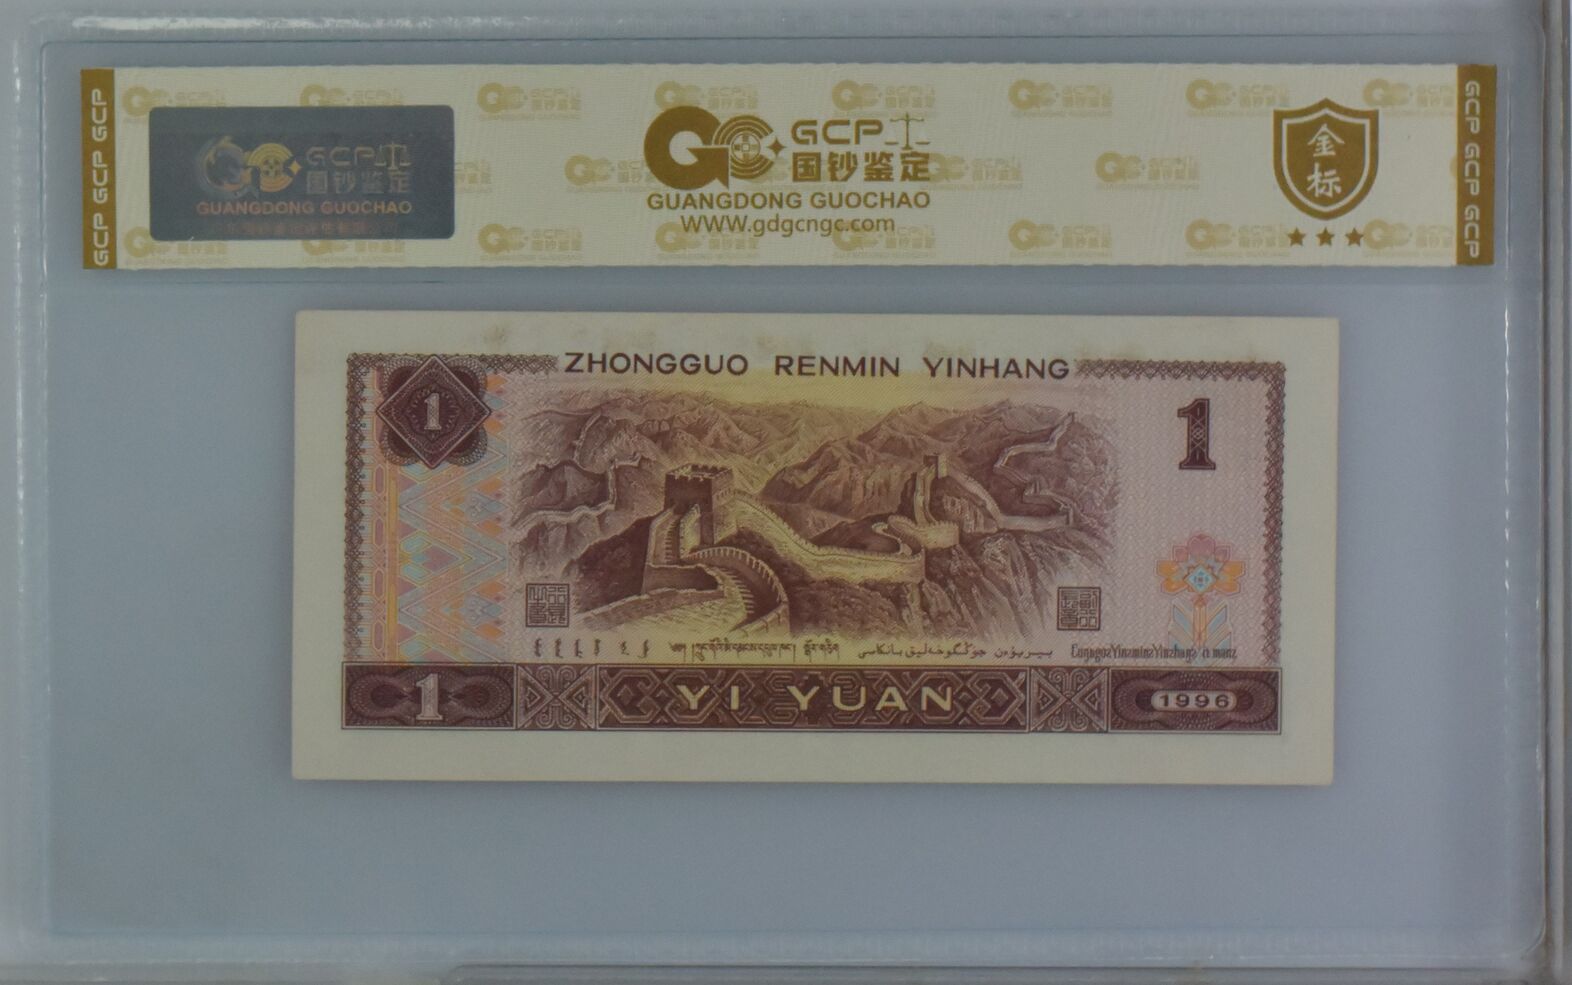 GCP GCP GCP
GCP 国钞鉴定
GUANGDONG GUOCHAO
GCP
国钞鉴定
GUANGDONG GUOCHAO
WWW.gdgcngc.com
金标
GCP GCP GCP
ZHONGGUO RENMIN YINHANG
1
1
1
YI YUAN
1996